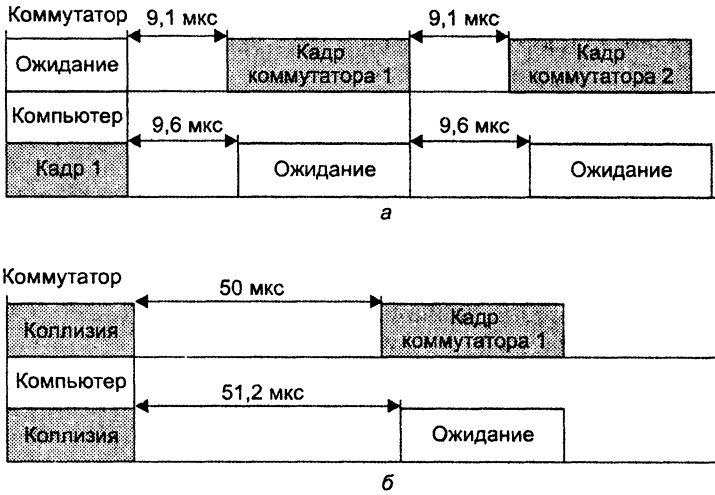 Коммутатор
9,1 мкс
9,1 мкс
Ожидание
Кадр
коммутатора 1
Кадр
коммутатора 2
Компьютер
9,6 мкс
9,6 мкс
Кадр 1
Ожидание
Ожидание
а
Коммутатор
50 мкс
Коллизия
Кадр
коммутатора 1
Компьютер
51,2 мкс
Коллизия
Ожидание
б